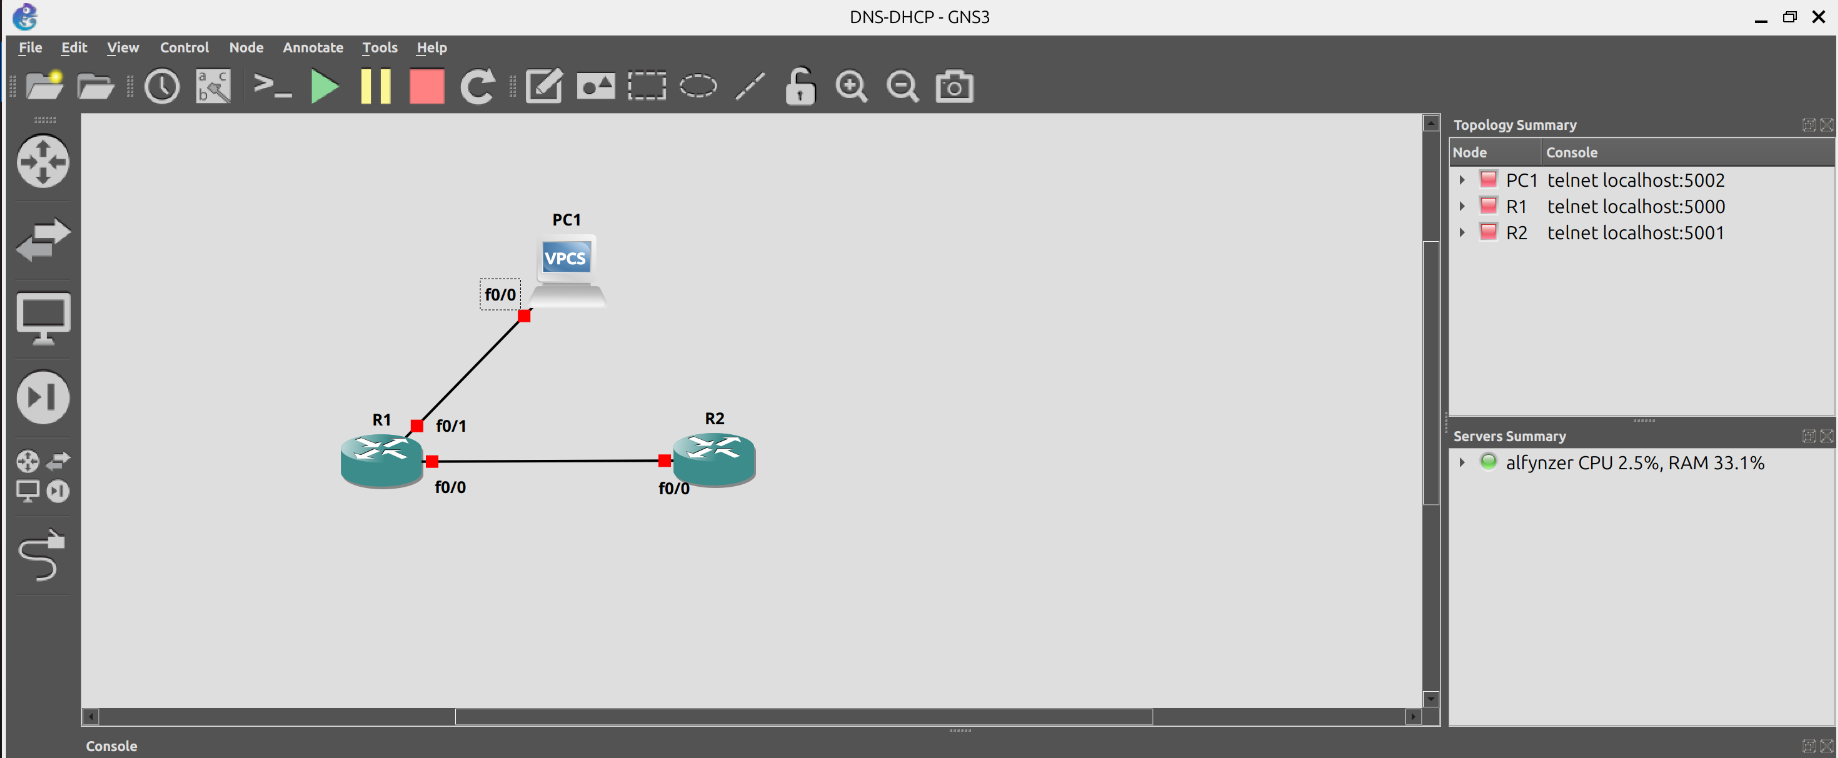 DNS-DHCP - GNS3
File Edit View Control Node Annotate Tools Help
a c
b
>_
Topology Summary
Node Console
PC1 telnet localhost:5002
R1 telnet localhost:5000
R2 telnet localhost:5001
PC1
VPCS
f0/0
R1
f0/1
R2
f0/0
f0/0
Servers Summary
alfynzer CPU 2.5%, RAM 33.1%
Console